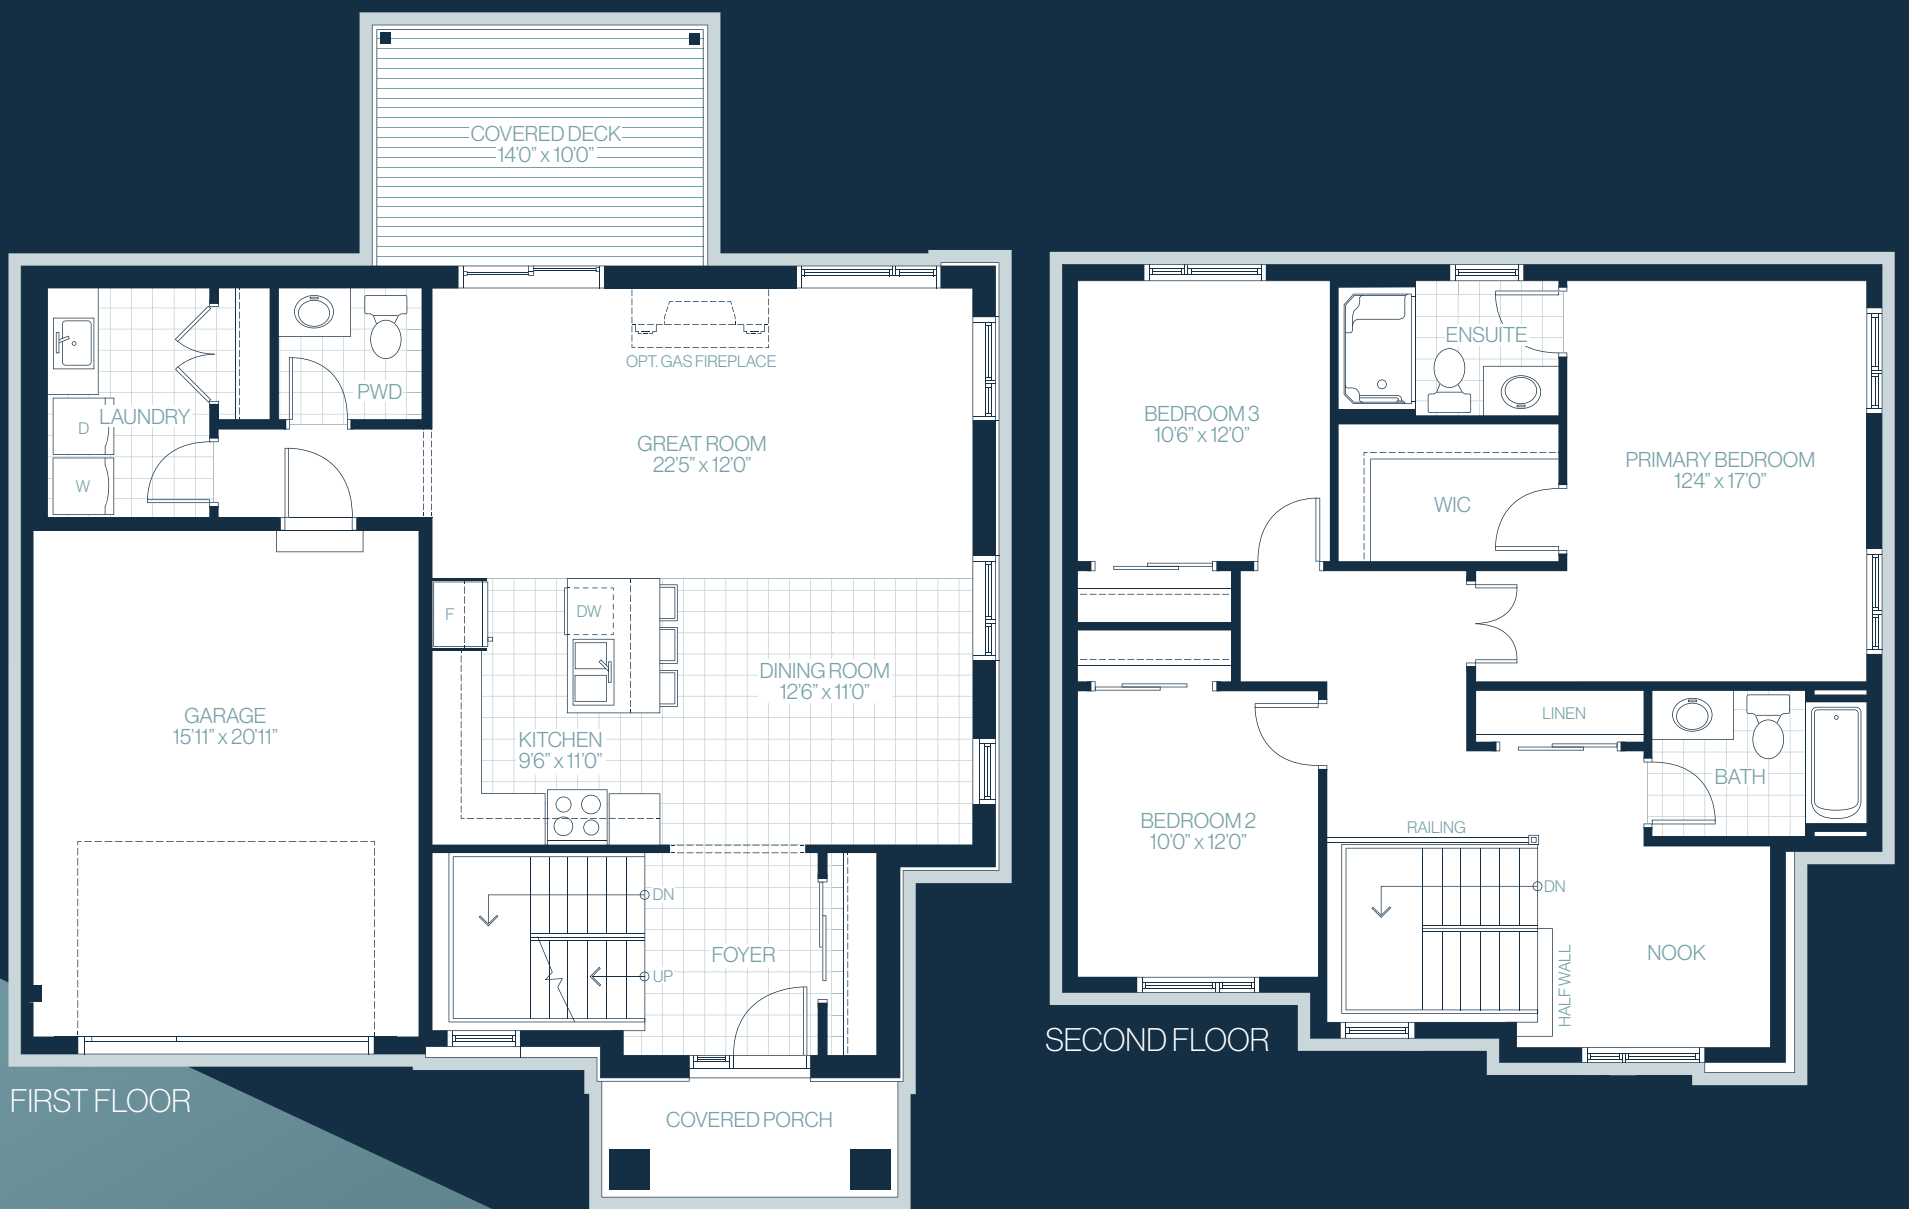 COVERED DECK
14'0” x 10'0”
OPT. GAS FIREPLACE
PWD
LAUNDRY
D
W
GREAT ROOM
22'5” x 12'0”
F
DW
DINING ROOM
12'6” x 11'0”
KITCHEN
9'6” x 11'0”
GARAGE
15'11” x 20'11”
DN
UP
FOYER
COVERED PORCH
FIRST FLOOR
ENSUITE
BEDROOM 3
10'6” x 12'0”
WIC
PRIMARY BEDROOM
12'4” x 17'0”
LINEN
BATH
BEDROOM 2
10'0” x 12'0”
RAILING
DN
HALF WALL
NOOK
SECOND FLOOR